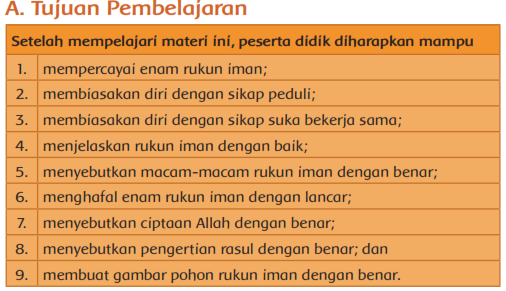 A. Tujuan Pembelajaran
Setelah mempelajari materi ini, peserta didik diharapkan mampu
1. mempercayai enam rukun iman;
2. membiasakan diri dengan sikap peduli;
3. membiasakan diri dengan sikap suka bekerja sama;
4. menjelaskan rukun iman dengan baik;
5. menyebutkan macam-macam rukun iman dengan benar;
6. menghafal enam rukun iman dengan lancar;
7. menyebutkan ciptaan Allah dengan benar;
8. menyebutkan pengertian rasul dengan benar; dan
9. membuat gambar pohon rukun iman dengan benar.